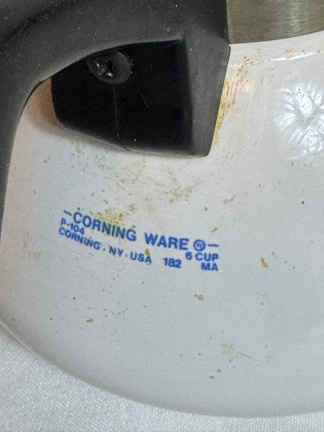 -CORNING WARE ®-
P-104 6 CUP
CORNING, NY. USA 182 MA